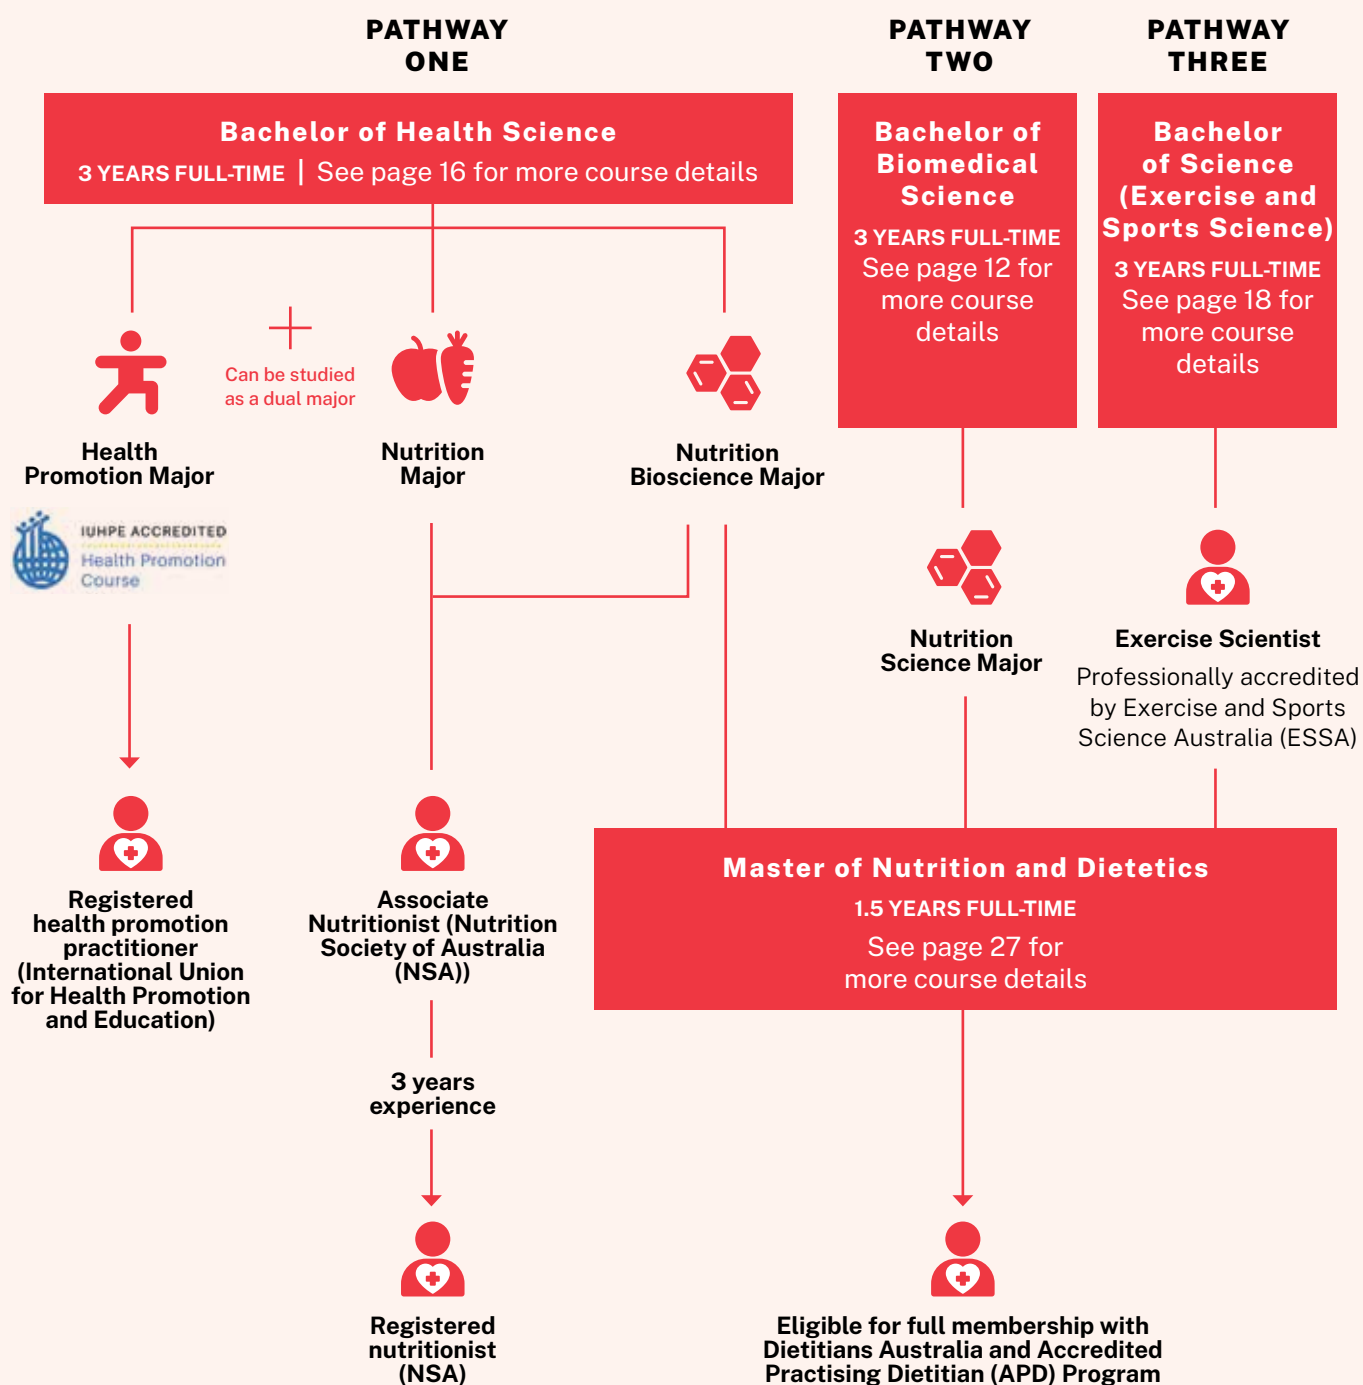 PATHWAY
ONE
Bachelor of Health Science
3 YEARS FULL-TIME | See page 16 for more course details
Can be studied
as a dual major
Health
Promotion Major
IUHPE ACCREDITED
Health Promotion
Course
Nutrition
Major
Nutrition
Bioscience Major
Registered
health promotion
practitioner
(International Union
for Health Promotion
and Education)
Associate
Nutritionist (Nutrition
Society of Australia
(NSA))
3 years
experience
Registered
nutritionist
(NSA)
PATHWAY
TWO
Bachelor of
Biomedical
Science
3 YEARS FULL-TIME
See page 12 for
more course
details
Nutrition
Science Major
PATHWAY
THREE
Bachelor
of Science
(Exercise and
Sports Science)
3 YEARS FULL-TIME
See page 18 for
more course
details
Exercise Scientist
Professionally accredited
by Exercise and Sports
Science Australia (ESSA)
Master of Nutrition and Dietetics
1.5 YEARS FULL-TIME
See page 27 for
more course details
Eligible for full membership with
Dietitians Australia and Accredited
Practising Dietitian (APD) Program